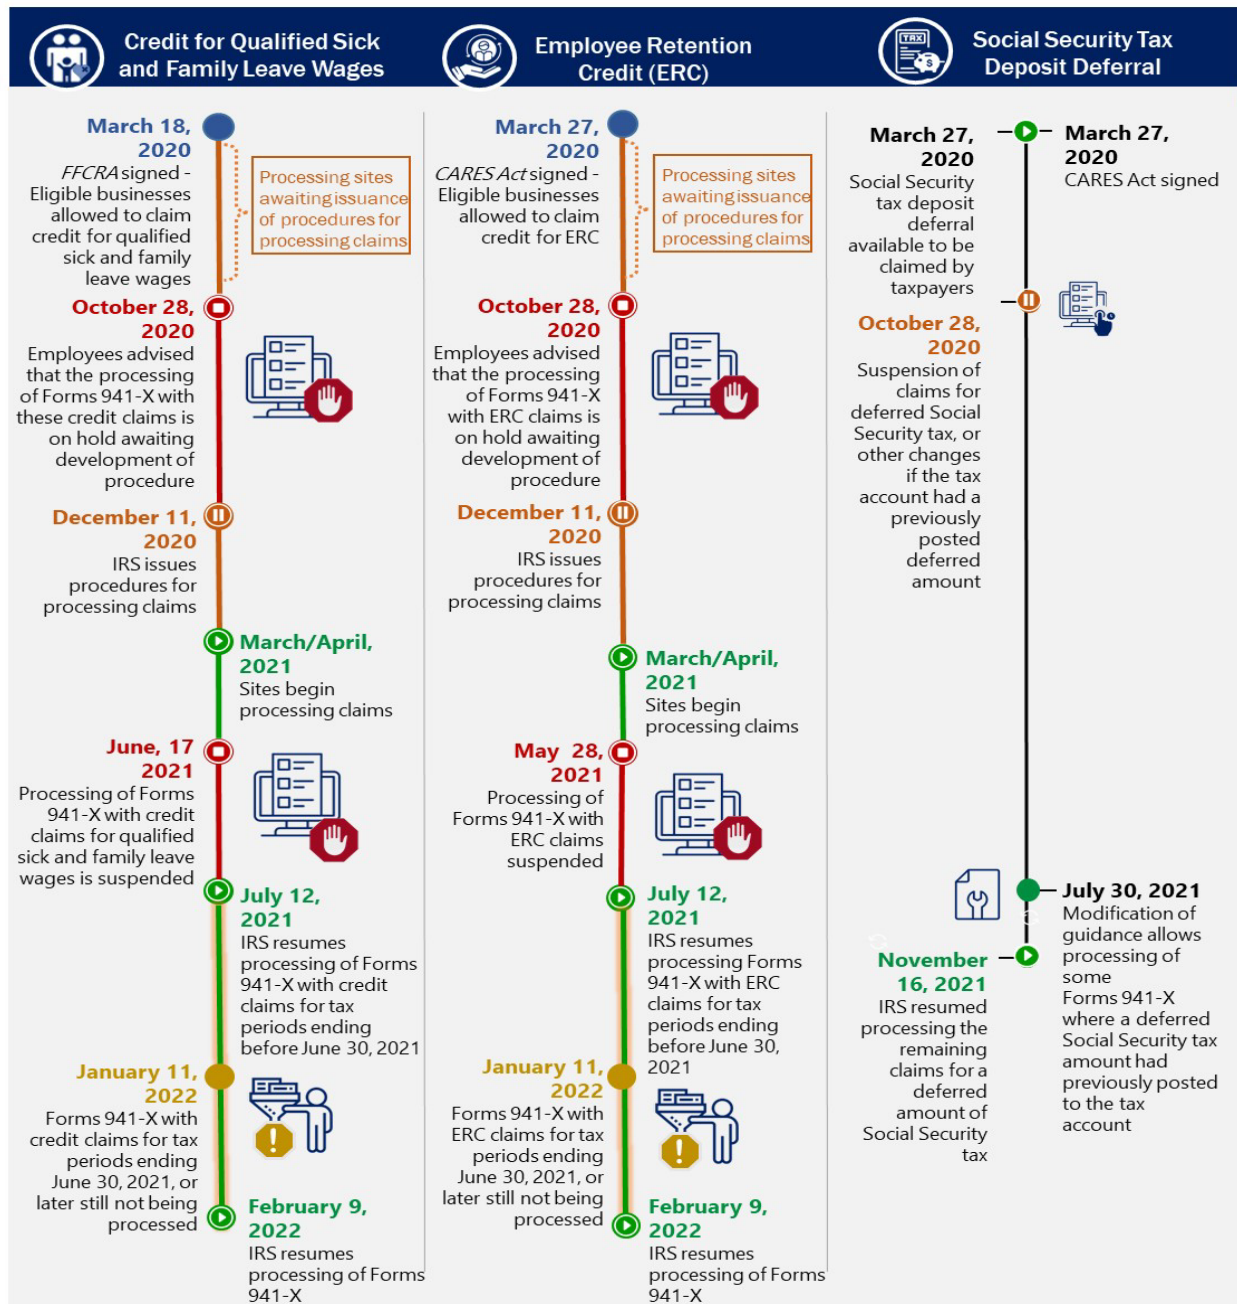 Credit for Qualified Sick
and Family Leave Wages
March 18,
2020
FFCRA signed -
Eligible businesses
allowed to claim
credit for qualified
sick and family
leave wages
Processing sites
awaiting issuance
of procedures for
processing claims
October 28,
2020
Employees advised
that the processing
of Forms 941-X with
these credit claims is
on hold awaiting
development of
procedure
December 11,
2020
IRS issues
procedures for
processing claims
March/April,
2021
Sites begin
processing claims
June, 17
2021
Processing of Forms
941-X with credit
claims for qualified
sick and family leave
wages is suspended
July 12,
2021
IRS resumes
processing of Forms
941-X with credit
claims for tax
periods ending
before June 30, 2021
January 11,
2022
Forms 941-X with
credit claims for tax
periods ending
June 30, 2021, or
later still not being
processed
February 9,
2022
IRS resumes
processing of Forms
941-X
Employee Retention
Credit (ERC)
March 27,
2020
CARES Act signed -
Eligible businesses
allowed to claim
credit for ERC
Processing sites
awaiting issuance
of procedures for
processing claims
October 28,
2020
Employees advised
that the processing
of Forms 941-X
with ERC claims is
on hold awaiting
development of
procedure
December 11,
2020
IRS issues
procedures for
processing claims
March/April,
2021
Sites begin
processing claims
May 28,
2021
Processing of
Forms 941-X with
ERC claims
suspended
July 12,
2021
IRS resumes
processing Forms
941-X with ERC
claims for tax
periods ending
before June 30,
2021
January 11,
2022
Forms 941-X with
ERC claims for tax
periods ending
June 30, 2021, or
later still not being
processed
February 9,
2022
IRS resumes
processing of Forms
941-X
TAX
$
Social Security Tax
Deposit Deferral
March 27,
2020
Social Security
tax deposit
deferral
available to be
claimed by
taxpayers
March 27,
2020
CARES Act signed
October 28,
2020
Suspension of
claims for
deferred Social
Security tax, or
other changes
if the tax
account had a
previously
posted
deferred
amount
July 30, 2021
Modification of
guidance allows
processing of
some
Forms 941-X
where a deferred
Social Security tax
amount had
previously posted
to the tax
account
November
16, 2021
IRS resumed
processing the
remaining
claims for a
deferred
amount of
Social Security
tax